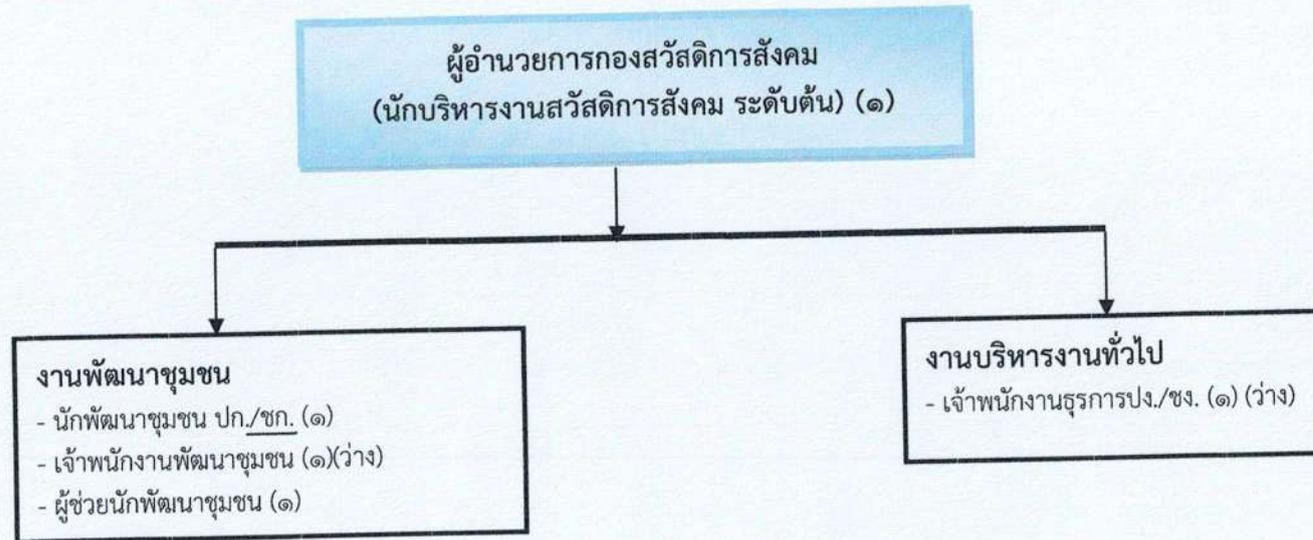 ผู้อำนวยการกองสวัสดิการสังคม
(นักบริหารงานสวัสดิการสังคม ระดับต้น) (๑)
งานพัฒนาชุมชน
- นักพัฒนาชุมชน ปก./ชก. (๑)
- เจ้าพนักงานพัฒนาชุมชน (๑)(ว่าง)
- ผู้ช่วยนักพัฒนาชุมชน (๑)
งานบริหารงานทั่วไป
- เจ้าพนักงานธุรการปง./ชง. (๑) (ว่าง)